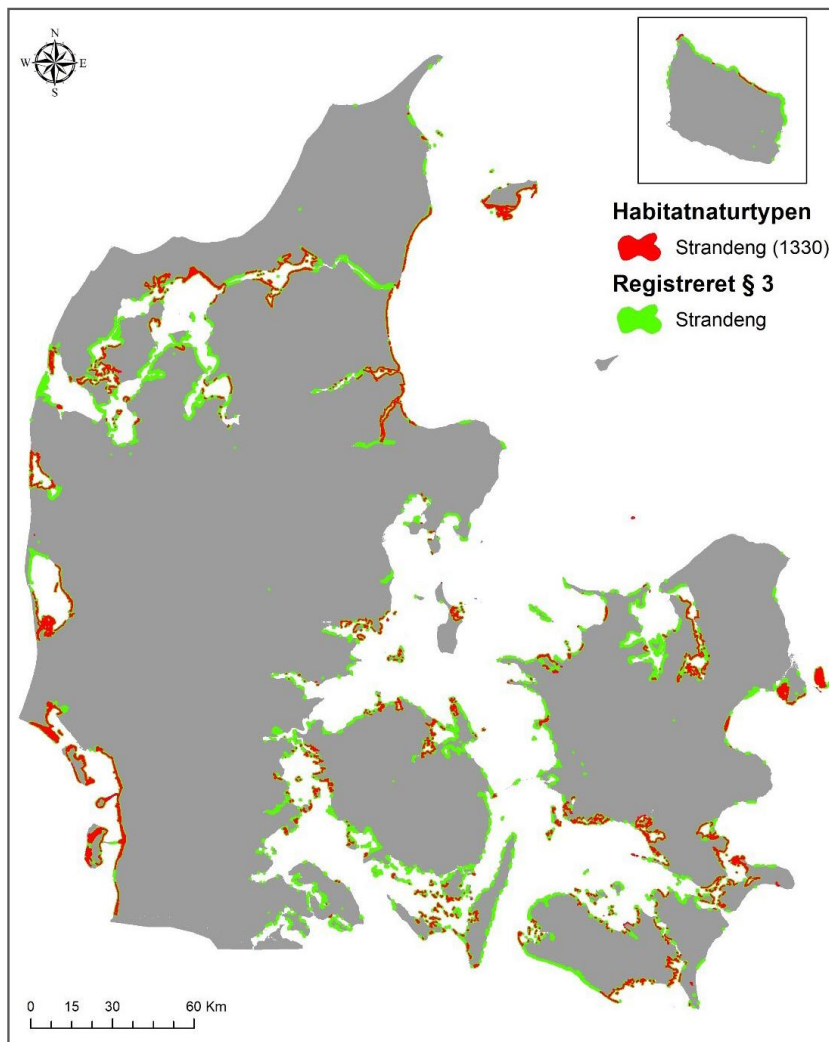 N
W E
S
Habitatnaturtypen
Strandeng (1330)
Registreret § 3
Strandeng
0 15 30 60 Km